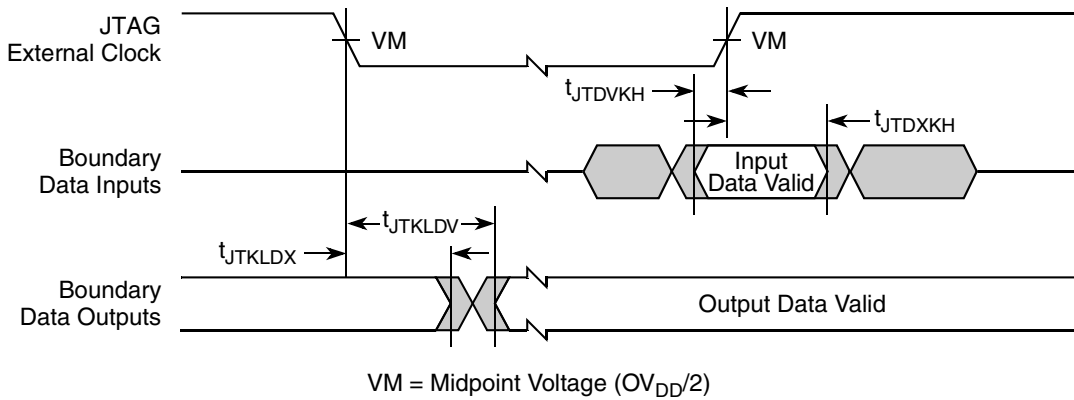 JTAG
External Clock
VM
VM
tJTDVKH
tJTDXKH
Boundary
Data Inputs
Input
Data Valid
tJTKLDV
tJTKLDX
Boundary
Data Outputs
Output Data Valid
VM = Midpoint Voltage (OVDD/2)